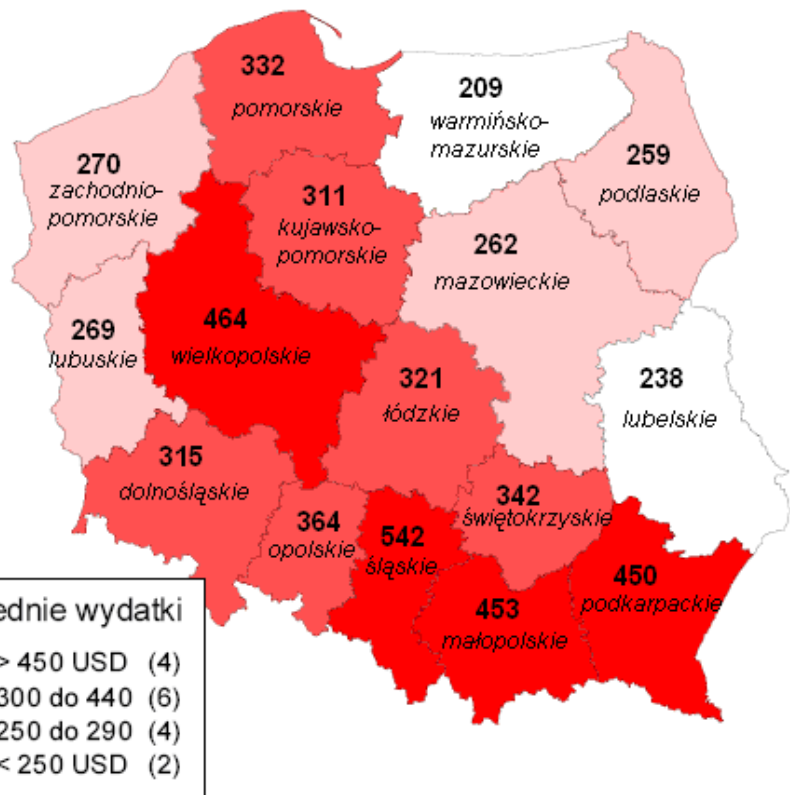 332
pomorskie
209
warmińsko-
mazurskie
259
podlaskie
270
zachodnio-
pomorskie
311
kujawsko-
pomorskie
262
mazowieckie
269
lubuskie
464
wielkopolskie
321
łódzkie
238
lubelskie
315
dolnośląskie
364
opolskie
542
śląskie
342
świętokrzyskie
453
małopolskie
450
podkarpackie
ednie wydatki
> 450 USD (4)
300 do 440 (6)
250 do 290 (4)
< 250 USD (2)